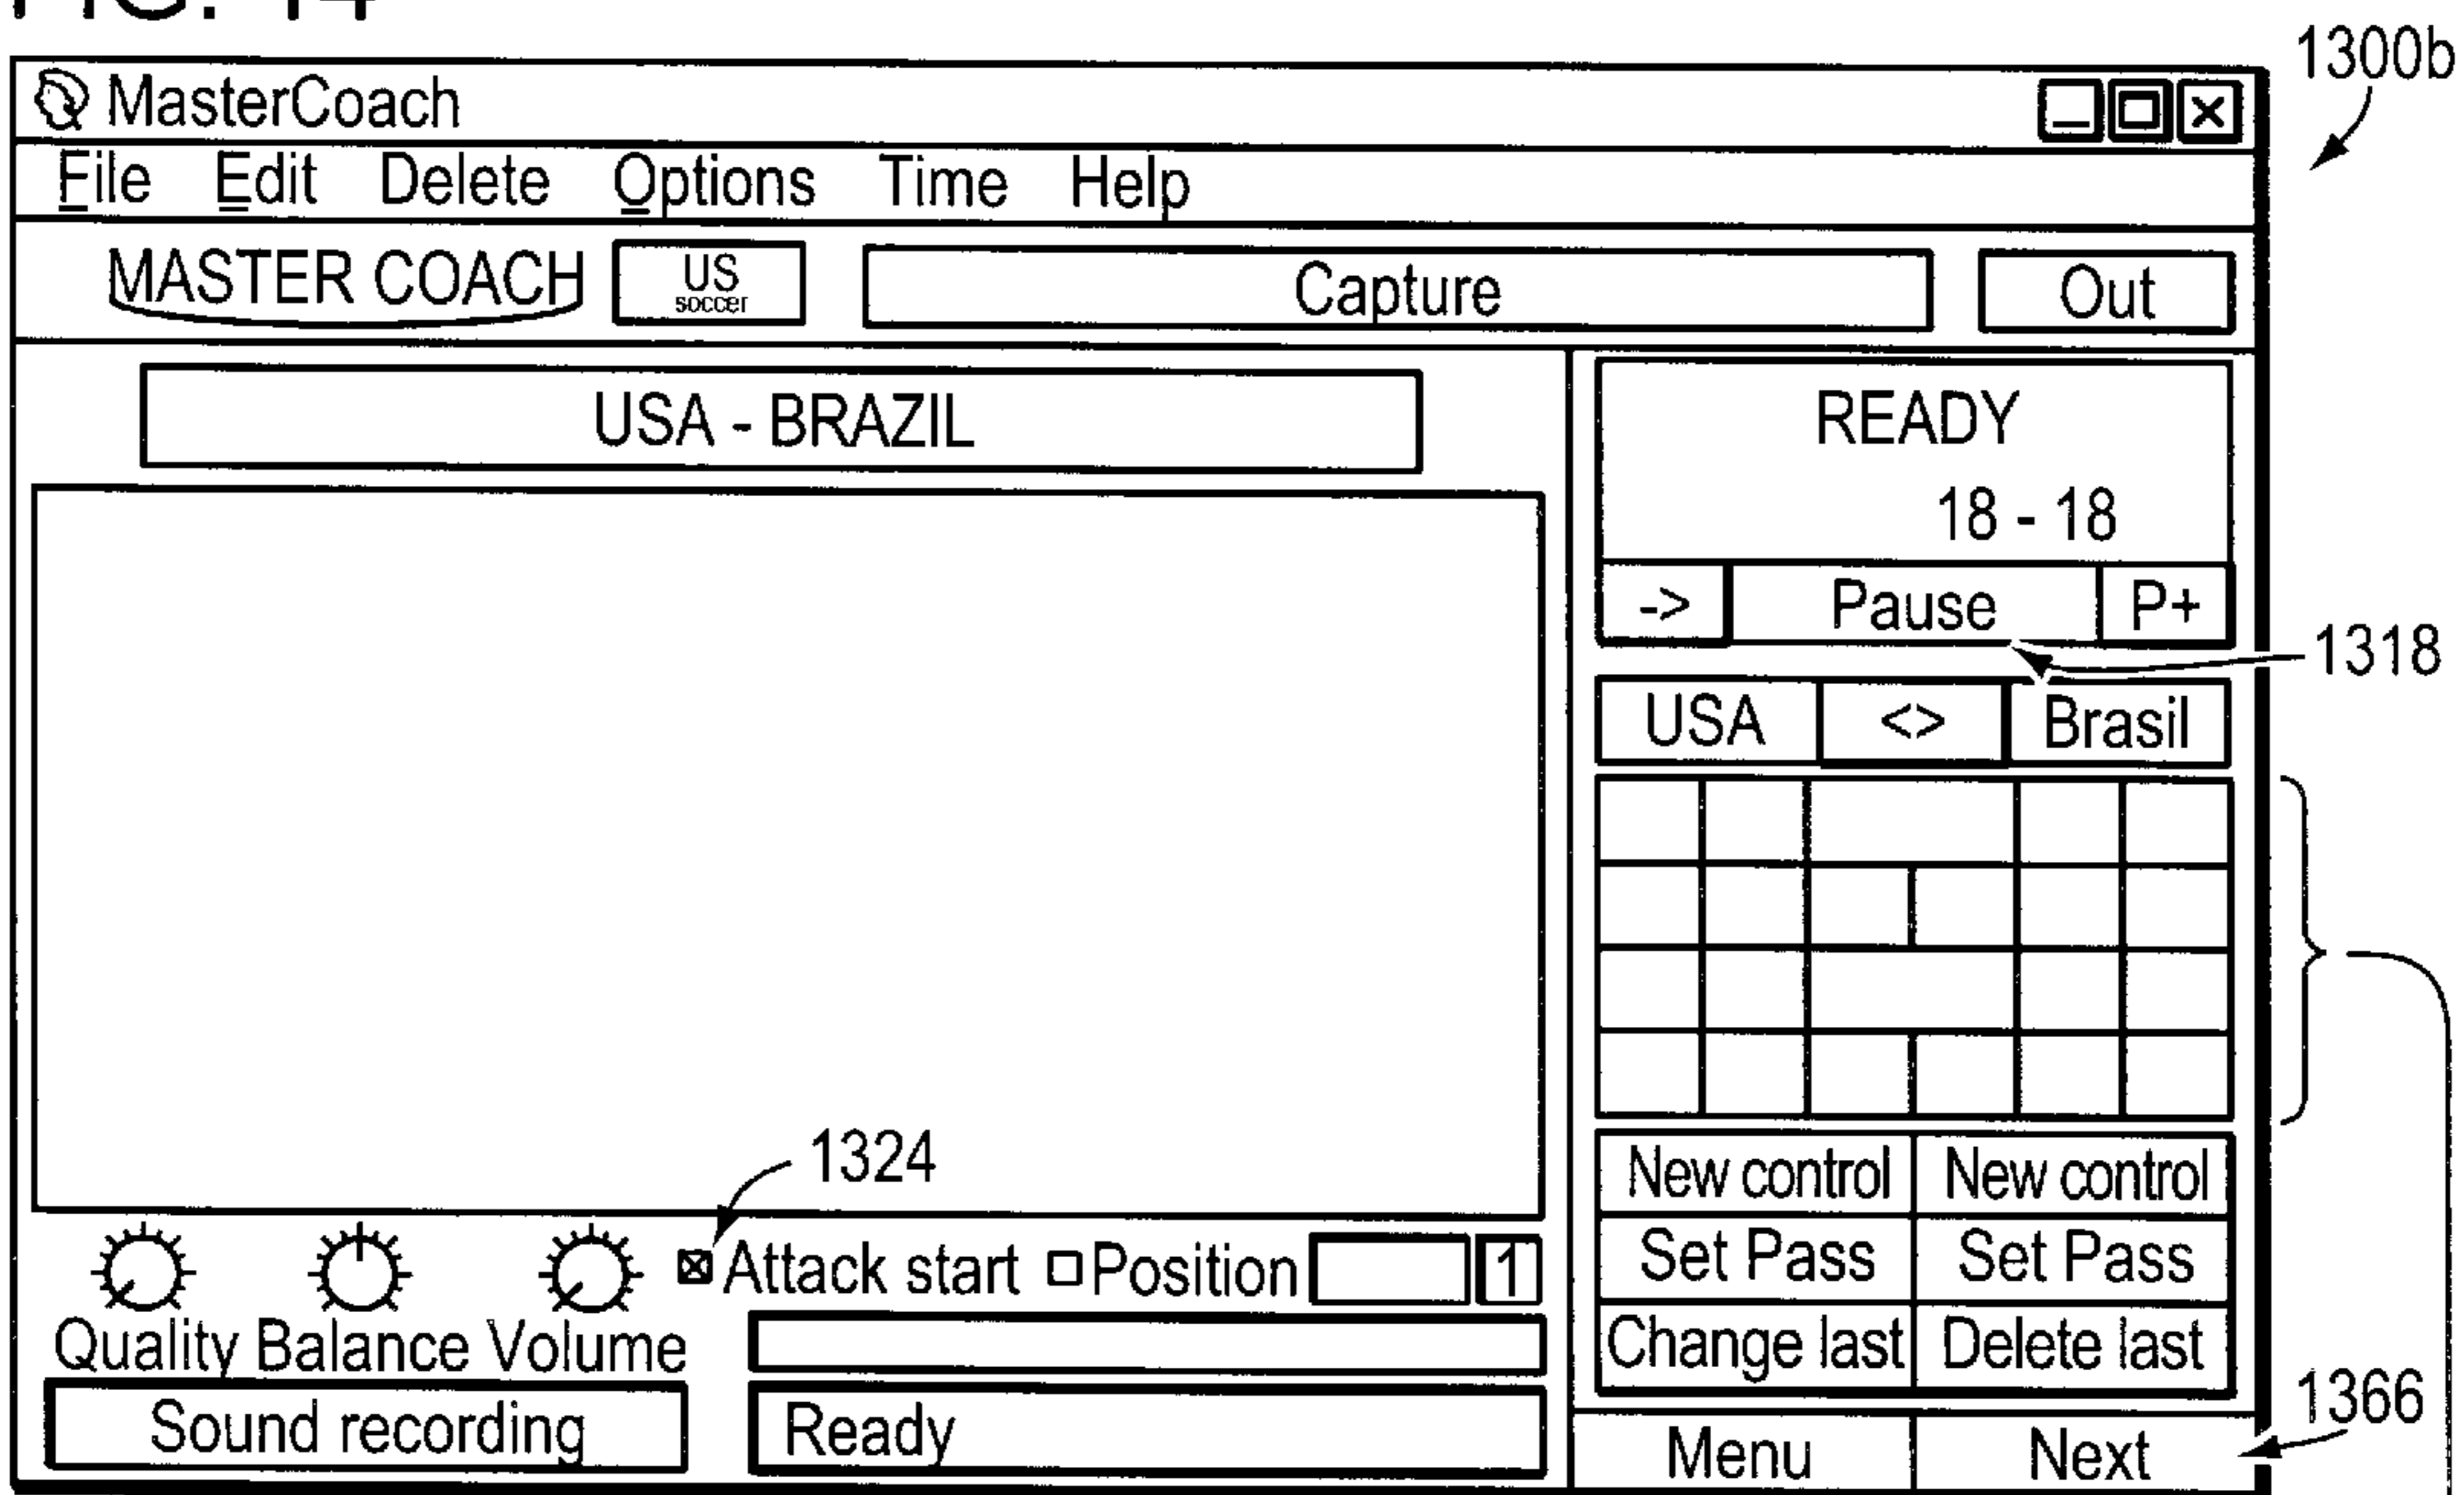 FIG. 14
1300b
MasterCoach
File Edit Delete Options Time Help
MASTER COACH US soccer Capture Out
USA - BRAZIL
READY
18 - 18
-> Pause P+
1318
USA <> Brasil
1324
New control New control
Attack start Position 1
Set Pass Set Pass
Quality Balance Volume
Change last Delete last
1366
Sound recording Ready
Menu Next